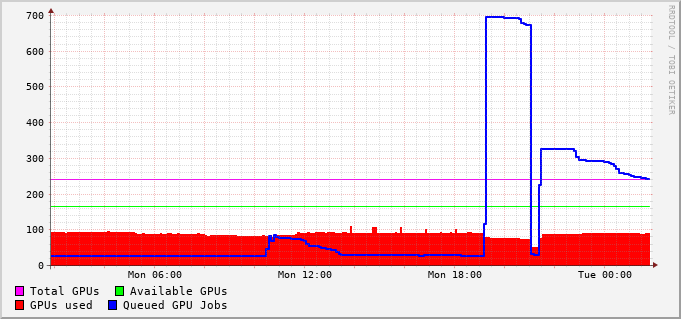 700
600
500
400
300
200
100
0
Mon 06:00 Mon 12:00 Mon 18:00 Tue 00:00
Total GPUs Available GPUs
GPUs used Queued GPU Jobs
RRDTOOL / TOBI OETIKER